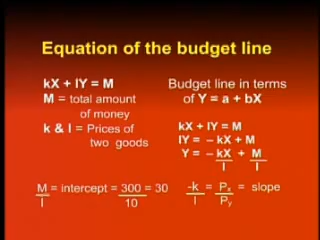 Equation of the budget line
kX + lY = M
M = total amount
of money
k & l = Prices of
two goods
M = intercept = 300 = 30
l 10
Budget line in terms
of Y = a + bX
kX + lY = M
lY = – kX + M
Y = – kX + M
l l
-k = Px = slope
l Py